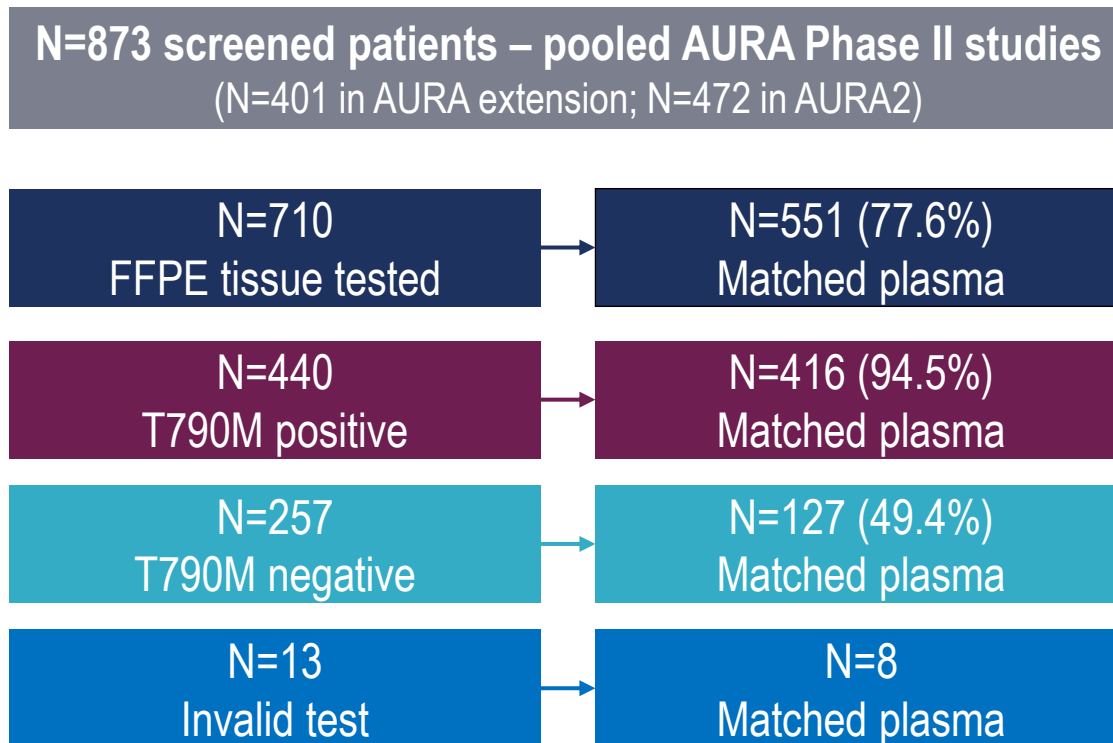 N=873 screened patients – pooled AURA Phase II studies
(N=401 in AURA extension; N=472 in AURA2)
N=710
FFPE tissue tested
N=551 (77.6%)
Matched plasma
N=440
T790M positive
N=416 (94.5%)
Matched plasma
N=257
T790M negative
N=127 (49.4%)
Matched plasma
N=13
Invalid test
N=8
Matched plasma